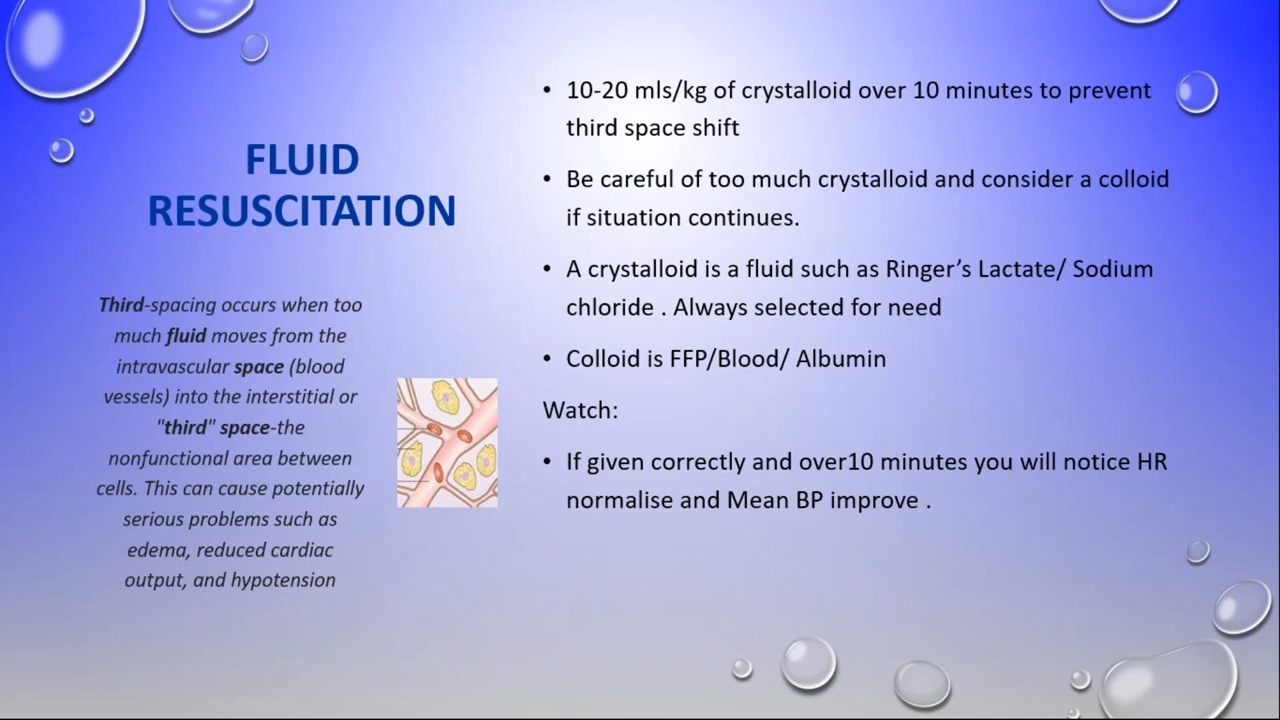 FLUID
RESUSCITATION
Third-spacing occurs when too
much fluid moves from the
intravascular space (blood
vessels) into the interstitial or
"third" space-the
nonfunctional area between
cells. This can cause potentially
serious problems such as
edema, reduced cardiac
output, and hypotension
• 10-20 mls/kg of crystalloid over 10 minutes to prevent
third space shift
• Be careful of too much crystalloid and consider a colloid
if situation continues.
• A crystalloid is a fluid such as Ringer’s Lactate/ Sodium
chloride . Always selected for need
• Colloid is FFP/Blood/ Albumin
Watch:
• If given correctly and over10 minutes you will notice HR
normalise and Mean BP improve .